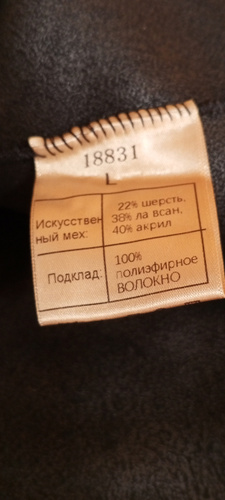 18831
L
Искусствен
ный мех:
22% шерсть,
38% ла всан,
40% акрил
Подклад:
100%
полиэфирное
ВОЛОКНО